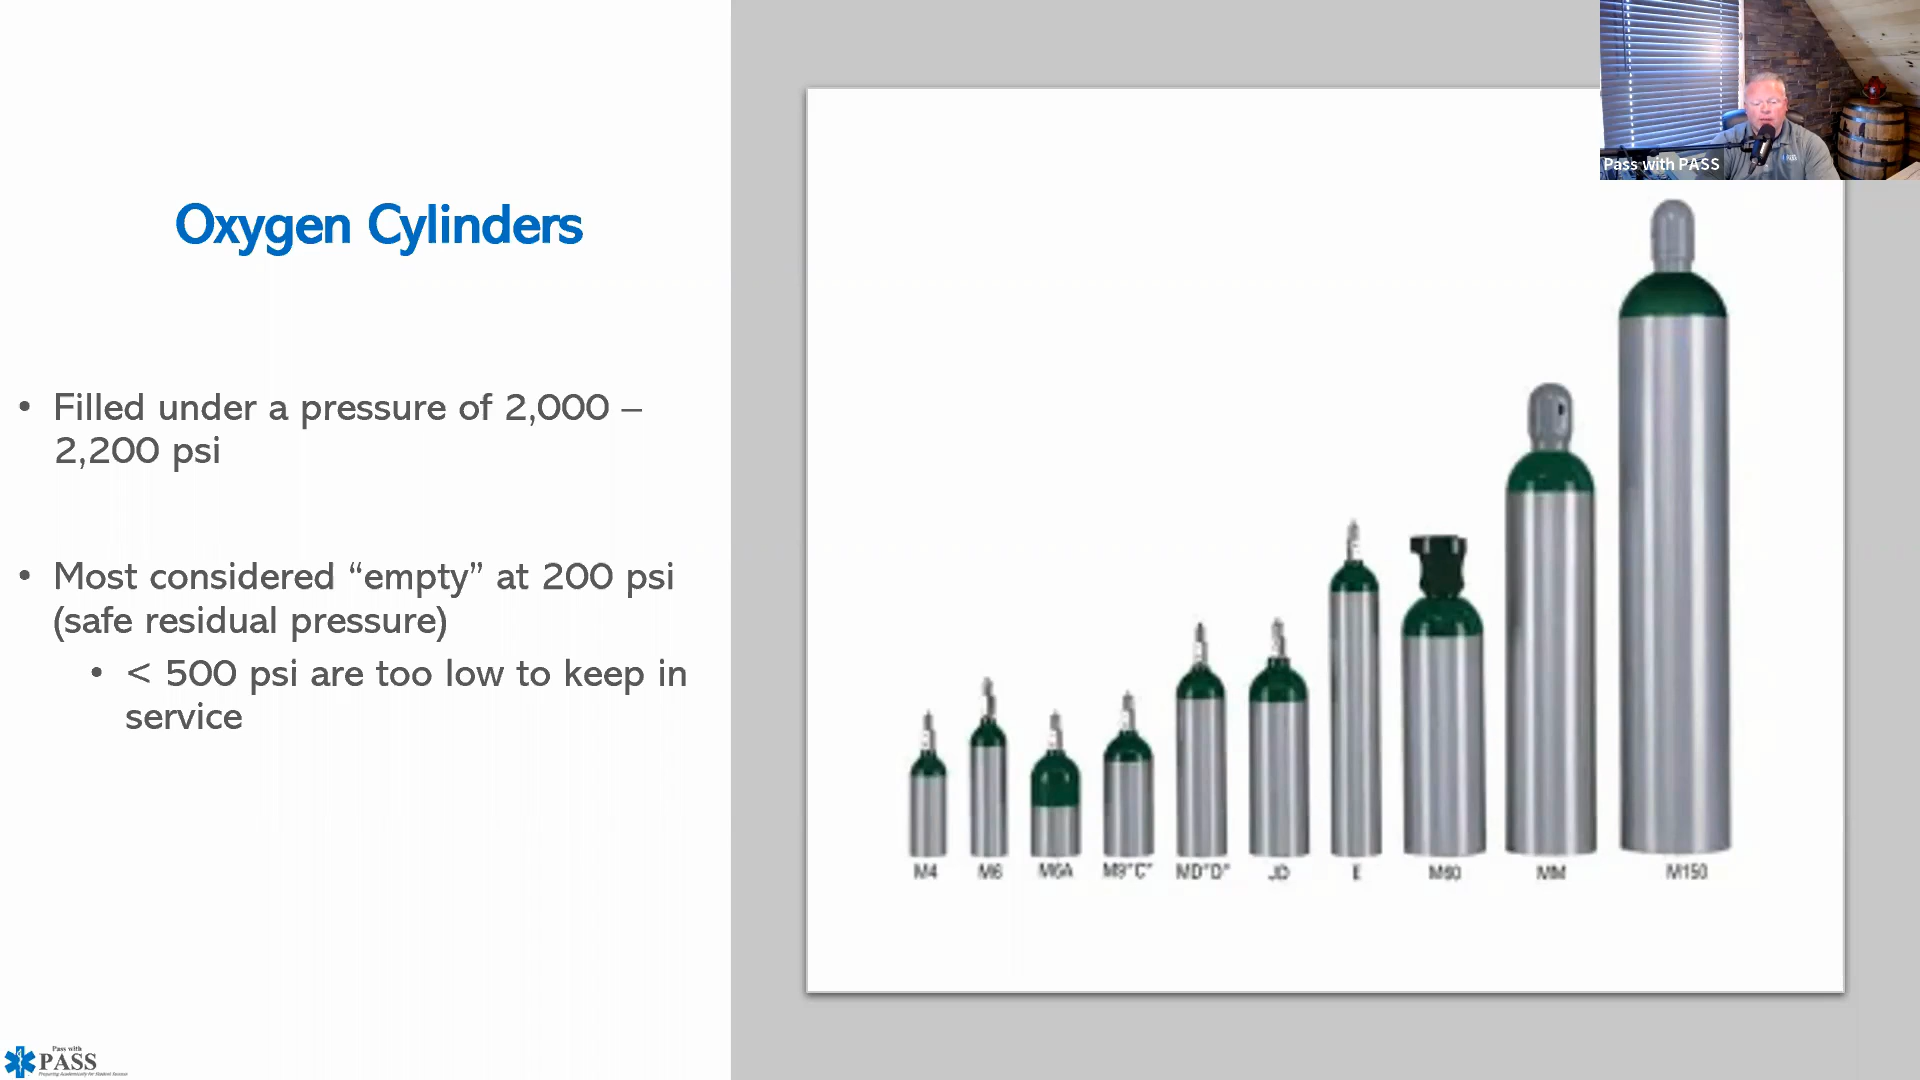 Pass with PASS
Oxygen Cylinders
• Filled under a pressure of 2,000 –
2,200 psi
• Most considered “empty” at 200 psi
(safe residual pressure)
• < 500 psi are too low to keep in
service
M4 M6 M6A M9"C" MD"D" JD E M60 MM M150
Pass with
PASS
Preparing Academically for Student Success